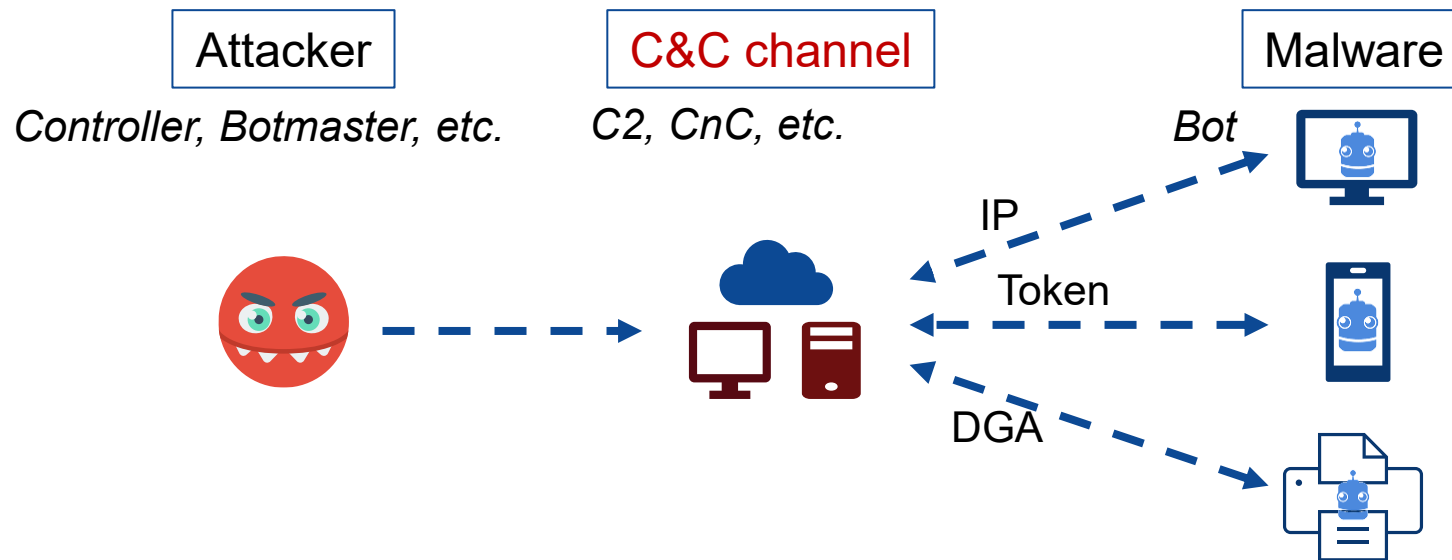 Attacker
C&C channel
Malware
Controller, Botmaster, etc.
C2, CnC, etc.
Bot
IP
Token
DGA